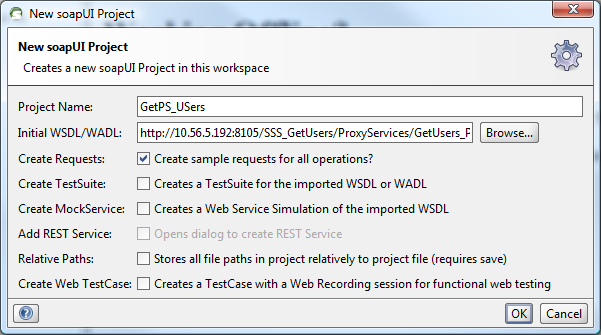 New soapUI Project
New soapUI Project
Creates a new soapUI Project in this workspace
Project Name: GetPS_USers
Initial WSDL/WADL: http://10.56.5.192:8105/SSS_GetUsers/ProxyServices/GetUsers_P Browse...
Create Requests: Create sample requests for all operations?
Create TestSuite: Creates a TestSuite for the imported WSDL or WADL
Create MockService: Creates a Web Service Simulation of the imported WSDL
Add REST Service: Opens dialog to create REST Service
Relative Paths: Stores all file paths in project relatively to project file (requires save)
Create Web TestCase: Creates a TestCase with a Web Recording session for functional web testing
? OK Cancel